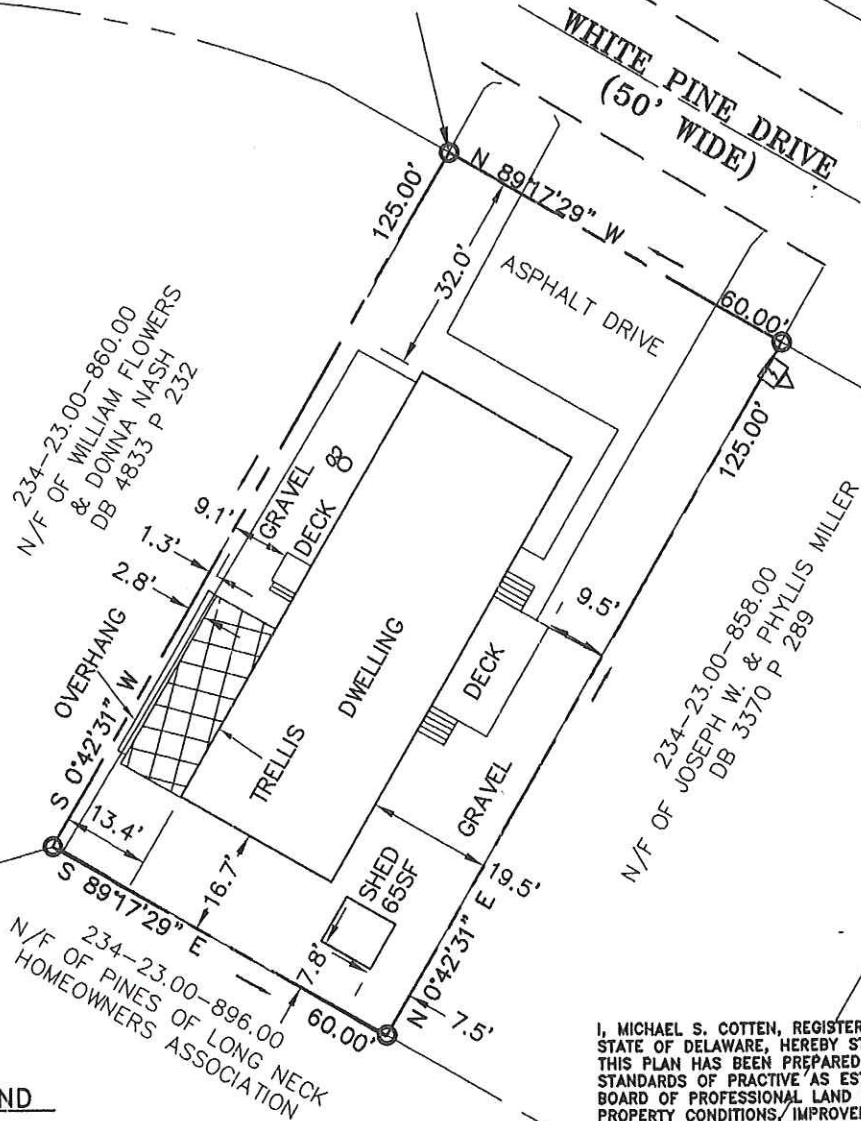 WHITE PINE DRIVE
(50' WIDE)
N 89°17'29" W
60.00'
125.00'
32.0'
ASPHALT DRIVE
234-23.00-860.00
N/F OF WILLIAM FLOWERS
& DONNA NASH
DB 4833 P 232
9.1'
1.3'
2.8'
GRAVEL
DECK
OVERHANG
S 0°42'31" W
TRELLIS
DWELLING
DECK
9.5'
125.00'
234-23.00-858.00
N/F OF JOSEPH W. & PHYLLIS MILLER
DB 3370 P 289
GRAVEL
13.4'
16.7'
SHED
65SF
19.5'
7.8'
N 0°42'31" E
7.5'
S 89°17'29" E
60.00'
234-23.00-896.00
N/F OF PINES OF LONG NECK
HOMEOWNERS ASSOCIATION
ND
I, MICHAEL S. COTTEN, REGISTER
STATE OF DELAWARE, HEREBY ST
THIS PLAN HAS BEEN PREPARED
STANDARDS OF PRACTIVE AS EST
BOARD OF PROFESSIONAL LAND
PROPERTY CONDITIONS, IMPROVEN